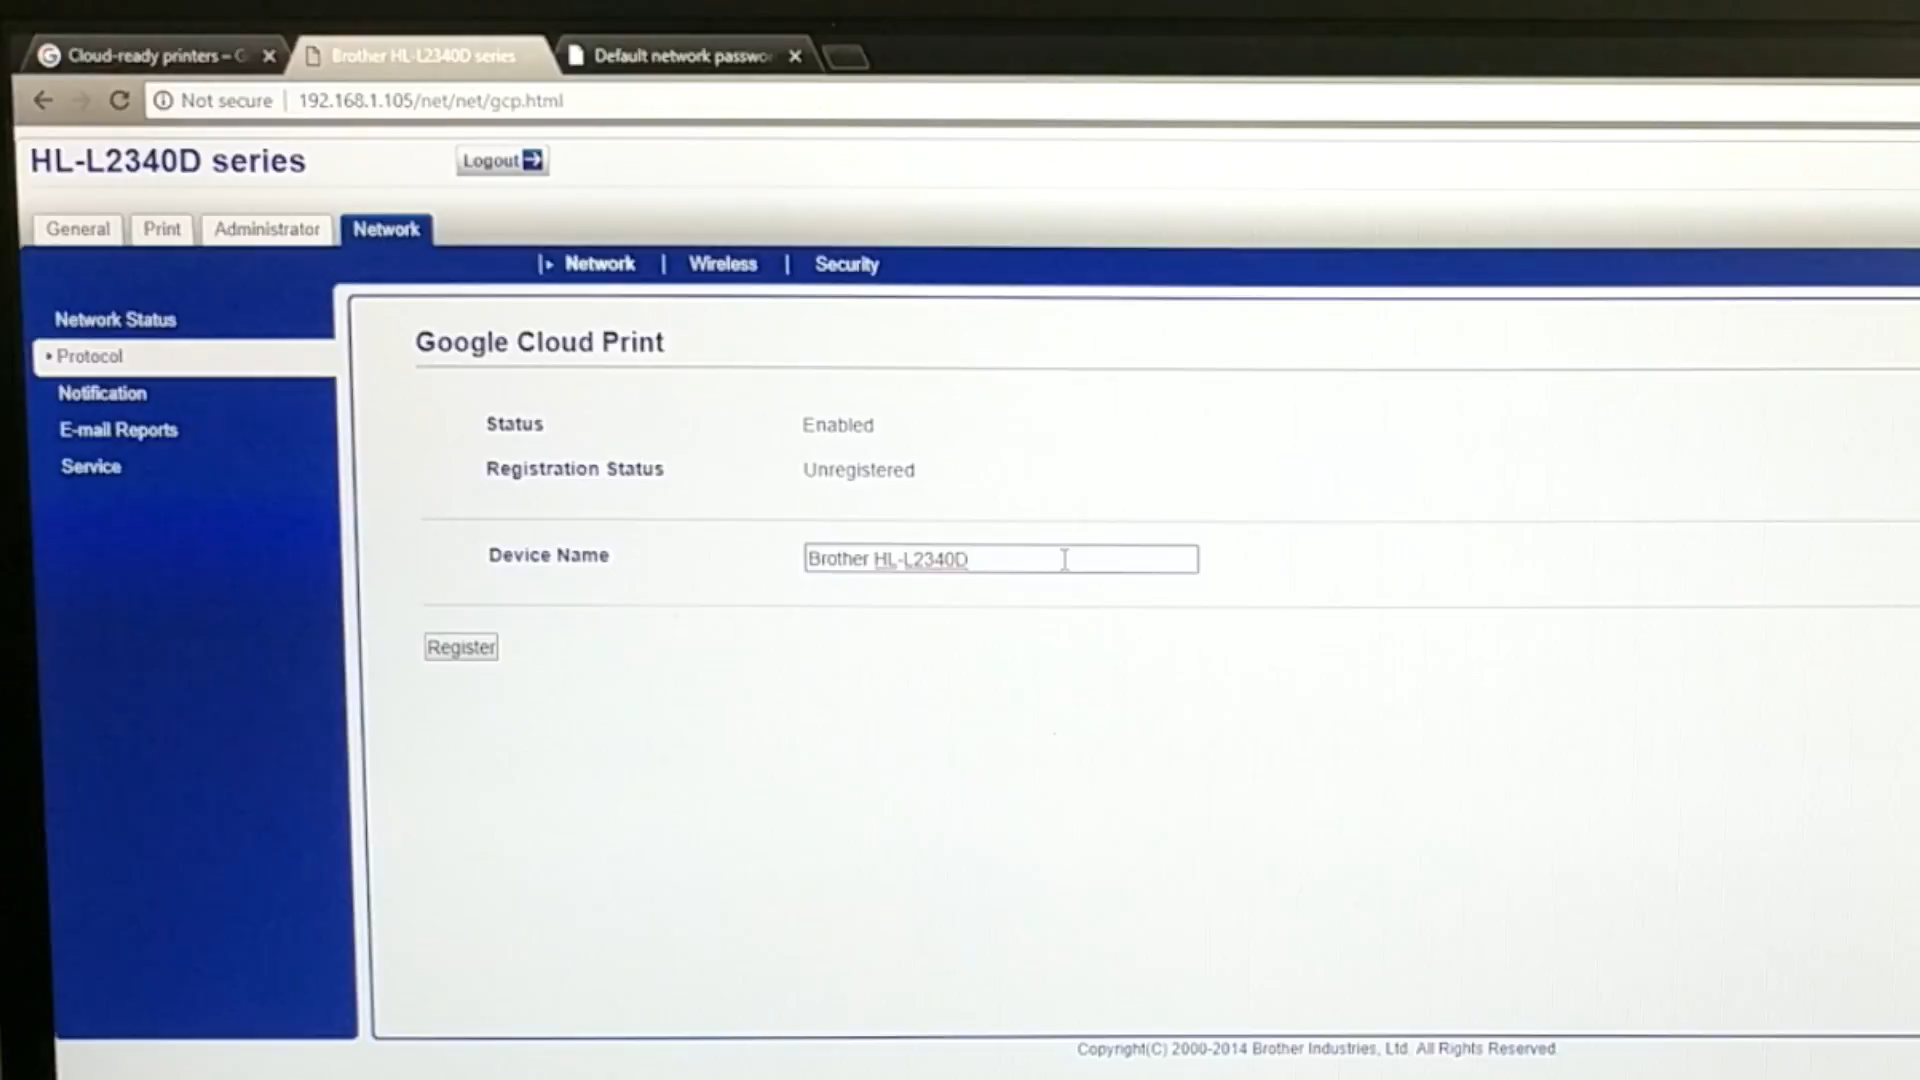 Cloud-ready printers – G
Brother HL-L2340D series
Default network passwo
Not secure
192.168.1.105/net/net/gcp.html
HL-L2340D series
Logout
General
Print
Administrator
Network
Network | Wireless | Security
Network Status
Protocol
Notification
E-mail Reports
Service
Google Cloud Print
Status Enabled
Registration Status Unregistered
Device Name Brother HL-L2340D
Register
Copyright(C) 2000-2014 Brother Industries, Ltd. All Rights Reserved.